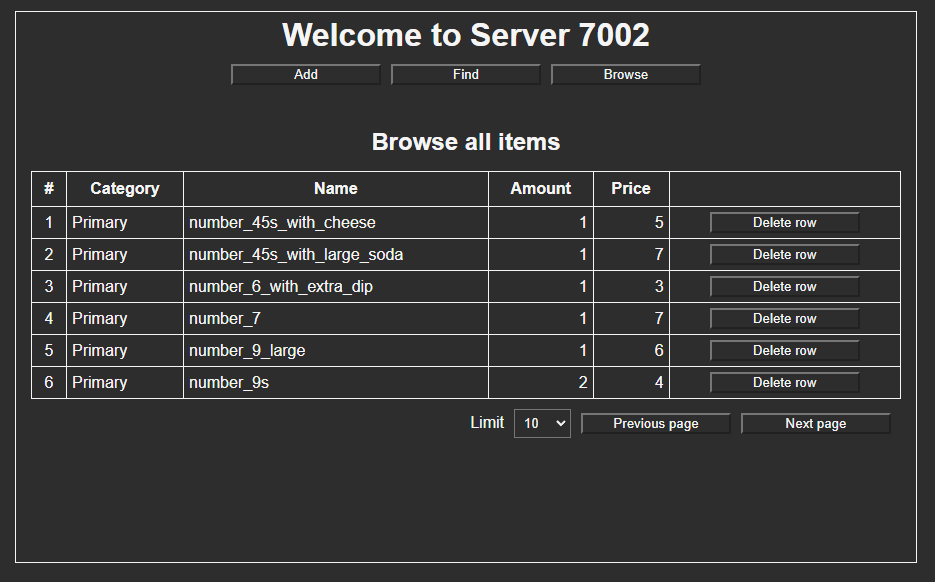 Welcome to Server 7002
Add Find Browse
Browse all items
# Category Name Amount Price
1 Primary number_45s_with_cheese 1 5 Delete row
2 Primary number_45s_with_large_soda 1 7 Delete row
3 Primary number_6_with_extra_dip 1 3 Delete row
4 Primary number_7 1 7 Delete row
5 Primary number_9_large 1 6 Delete row
6 Primary number_9s 2 4 Delete row
Limit 10 Previous page Next page